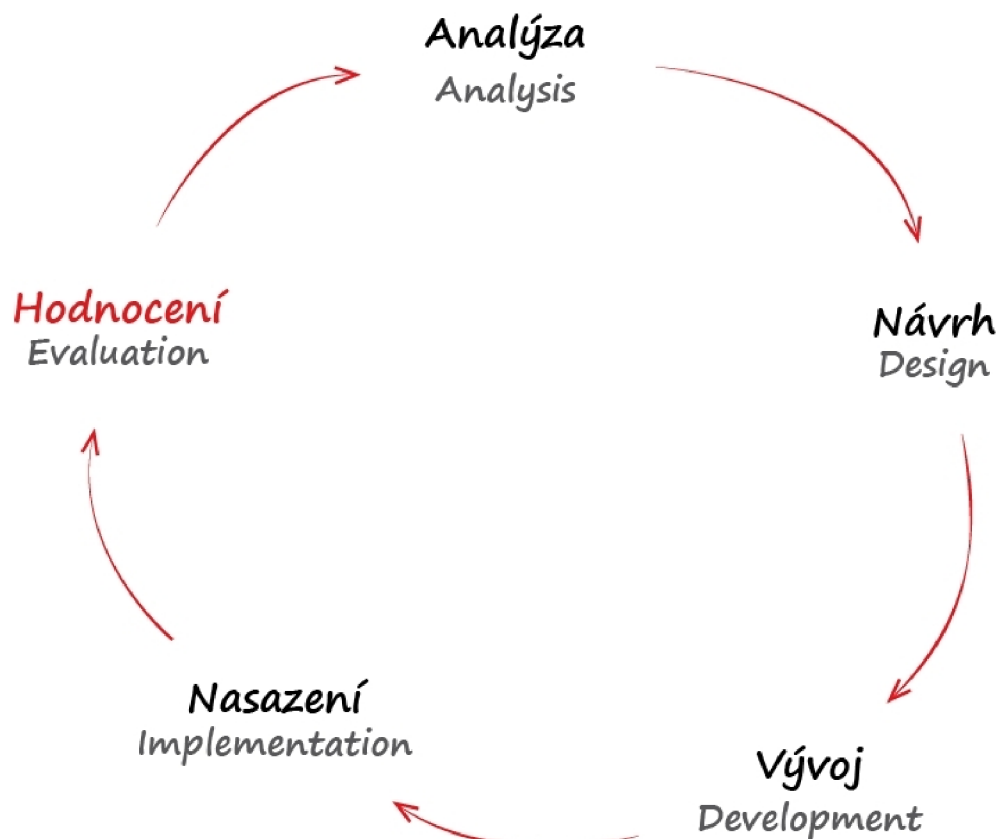 Analýza
Analysis
Návrh
Design
Vývoj
Development
Nasazení
Implementation
Hodnocení
Evaluation